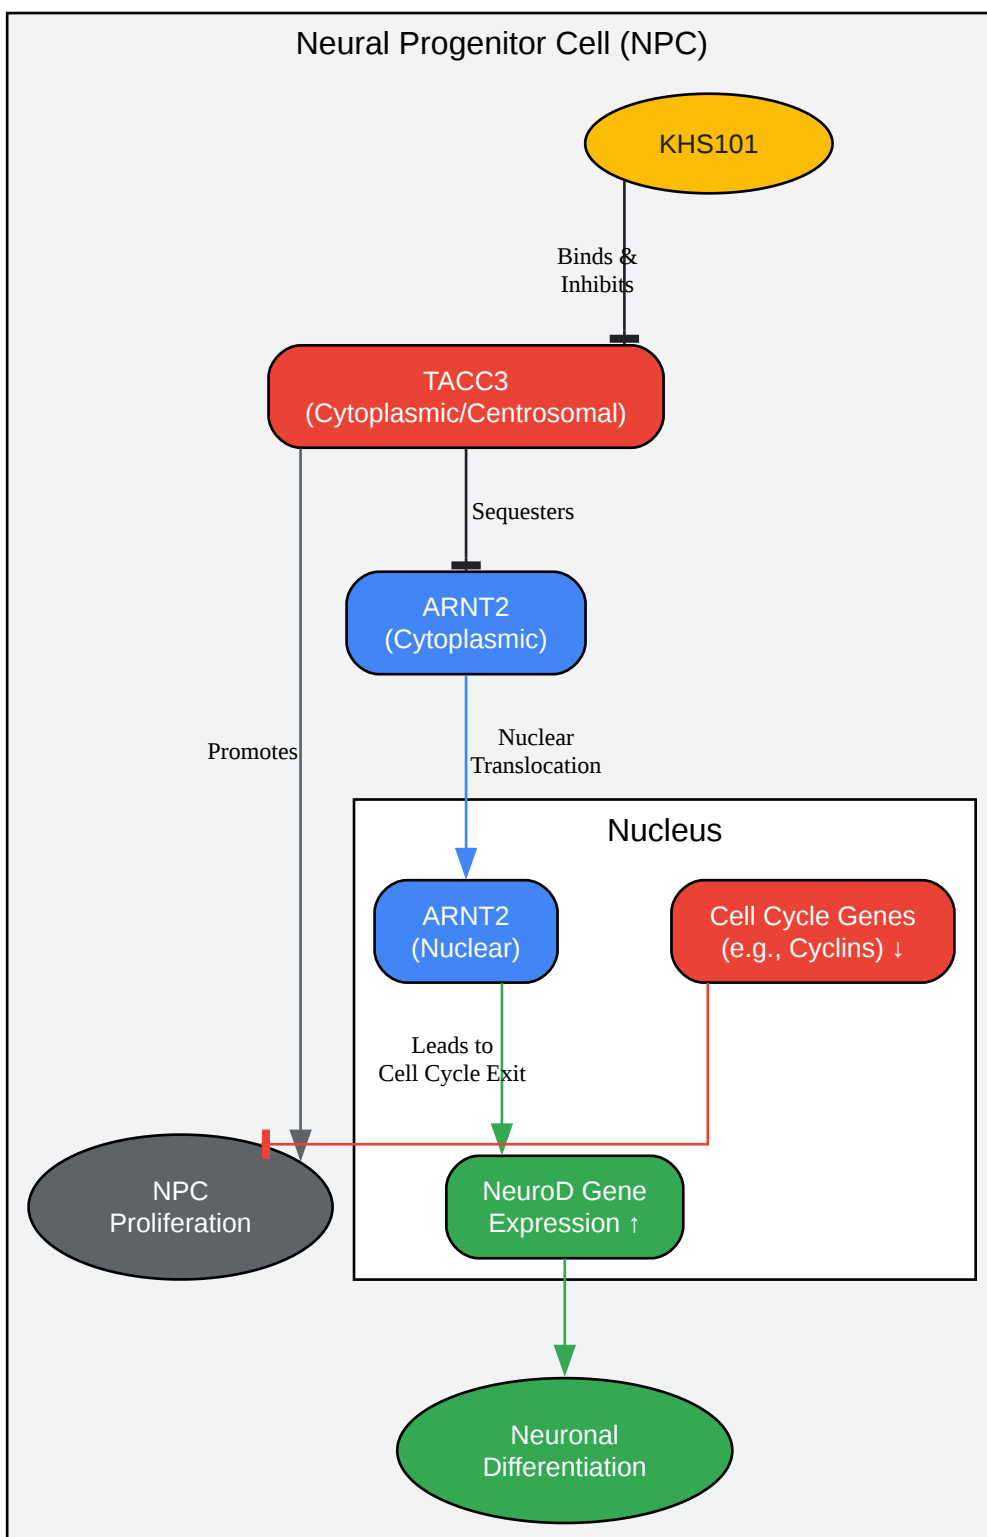 Neural Progenitor Cell (NPC)
KHS101
Binds &
Inhibits
TACC3
(Cytoplasmic/Centrosomal)
Sequesters
ARNT2
(Cytoplasmic)
Promotes
Nuclear
Translocation
Nucleus
ARNT2
(Nuclear)
Cell Cycle Genes
(e.g., Cyclins) ↓
Leads to
Cell Cycle Exit
NPC
Proliferation
NeuroD Gene
Expression ↑
Neuronal
Differentiation